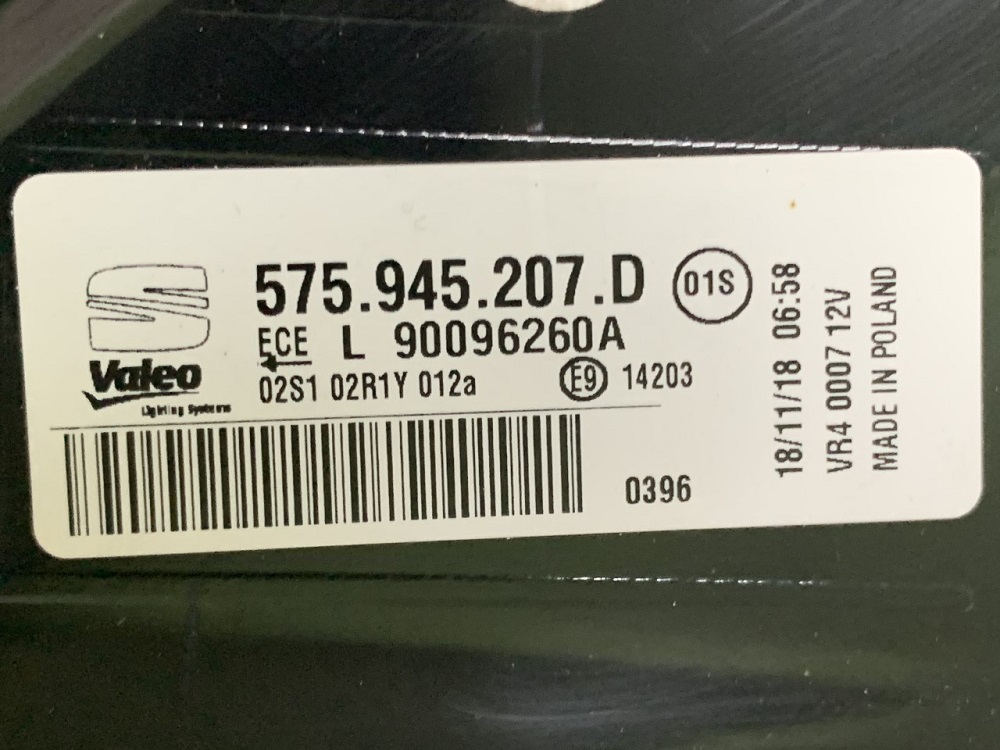 575.945.207.D
01S
ECE L 90096260A
Valeo
Lighting Systems
02S1 02R1Y 012a
E9 14203
0396
18/11/18 06:58
VR4 0007 12V
MADE IN POLAND